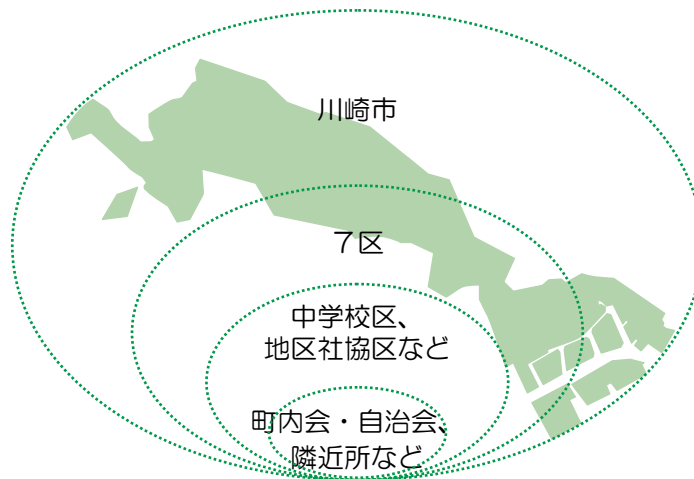 川崎市
７区
中学校区、
地区社協区など
町内会・自治会、
隣近所など